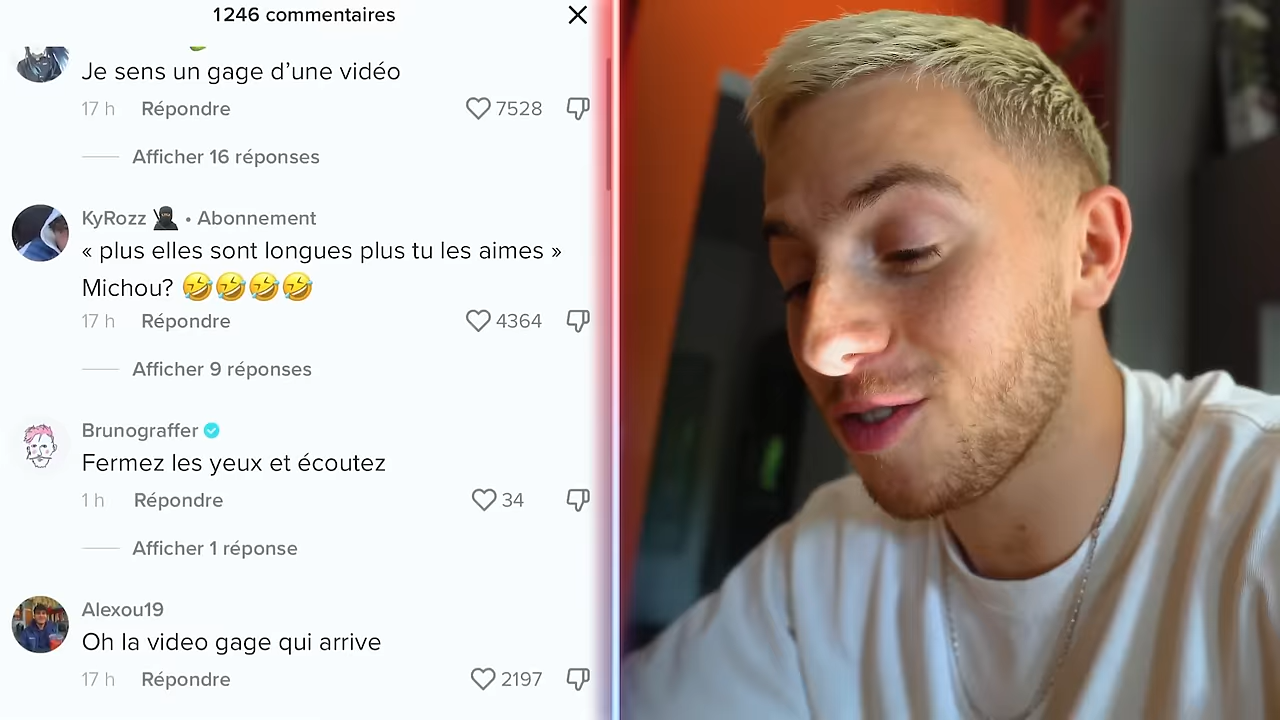 1246 commentaires
Je sens un gage d’une vidéo
17 h Répondre 7528
Afficher 16 réponses
KyRozz 🥷 • Abonnement
« plus elles sont longues plus tu les aimes »
Michou? 🤣🤣🤣🤣
17 h Répondre 4364
Afficher 9 réponses
Brunograffer
Fermez les yeux et écoutez
1 h Répondre 34
Afficher 1 réponse
Alexou19
Oh la video gage qui arrive
17 h Répondre 2197